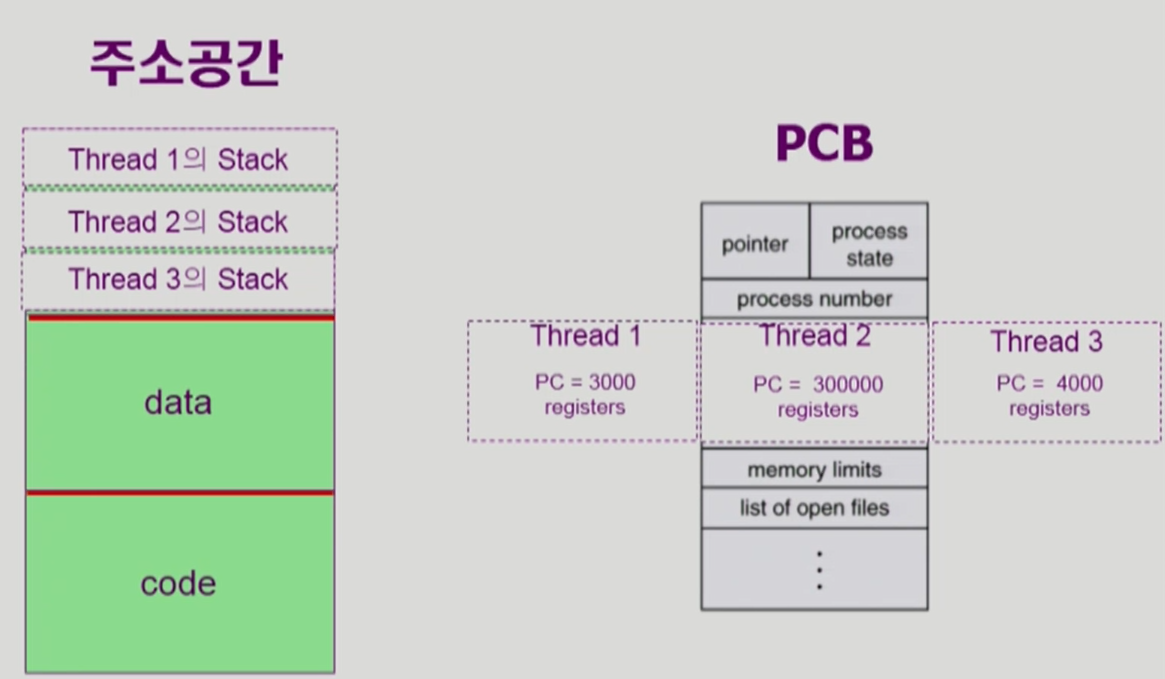 주소공간
Thread 1의 Stack
Thread 2의 Stack
Thread 3의 Stack
data
code
PCB
pointer
process
state
process number
Thread 1
PC = 3000
registers
Thread 2
PC = 300000
registers
Thread 3
PC = 4000
registers
memory limits
list of open files